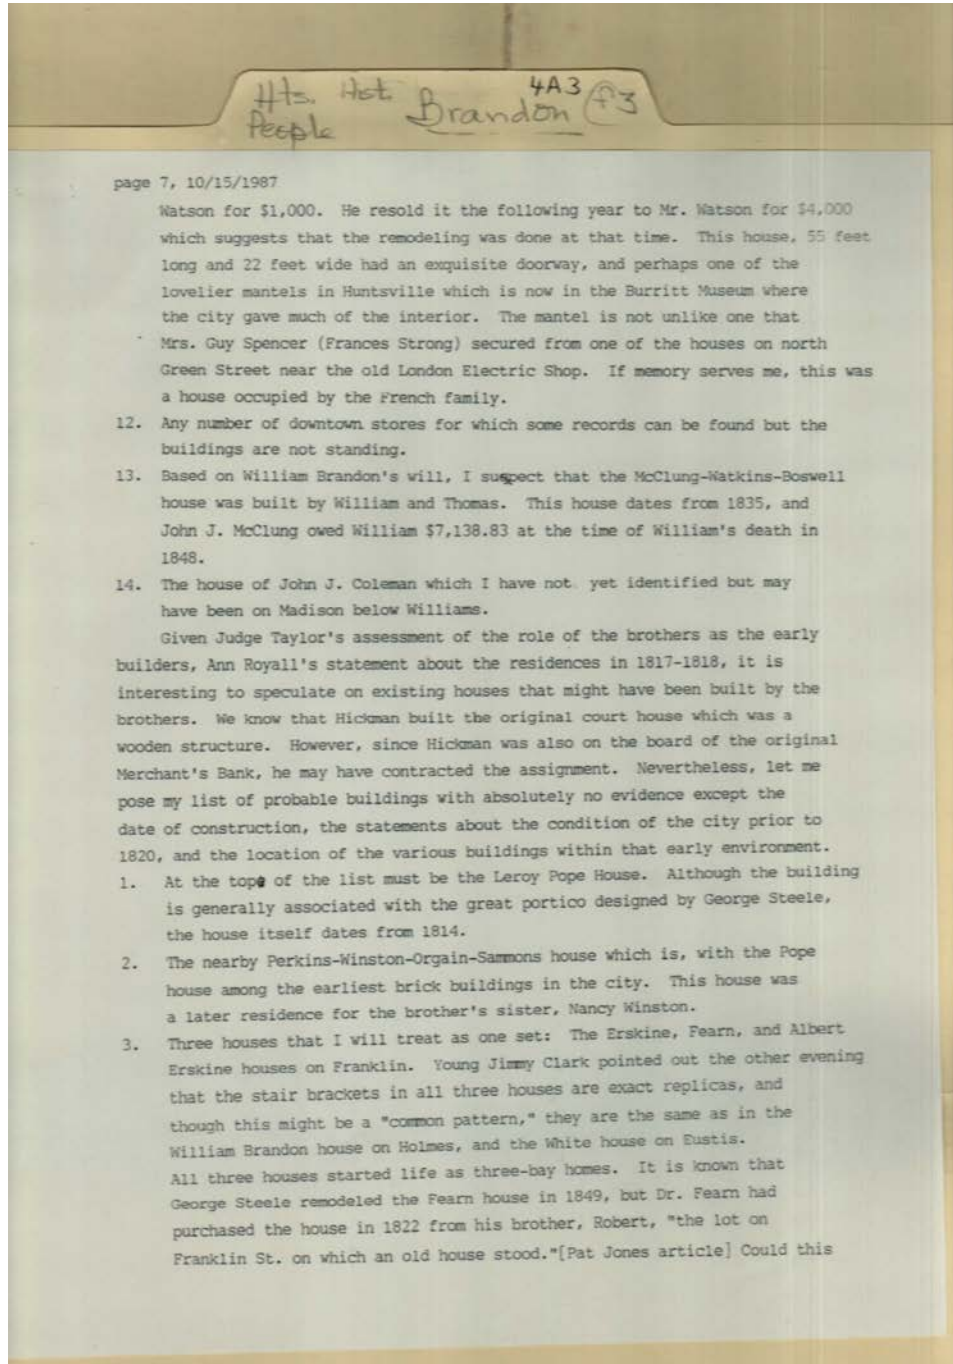 Hts. Hist. Brandon 4A3 f3
People
page 7, 10/15/1987
Watson for $1,000. He resold it the following year to Mr. Watson for $4,000
which suggests that the remodeling was done at that time. This house, 55 feet
long and 22 feet wide had an exquisite doorway, and perhaps one of the
lovelier mantels in Huntsville which is now in the Burritt Museum where
the city gave much of the interior. The mantel is not unlike one that
Mrs. Guy Spencer (Frances Strong) secured from one of the houses on north
Green Street near the old London Electric Shop. If memory serves me, this was
a house occupied by the French family.
12. Any number of downtown stores for which some records can be found but the
buildings are not standing.
13. Based on William Brandon's will, I suspect that the McClung-Watkins-Boswell
house was built by William and Thomas. This house dates from 1835, and
John J. McClung owed William $7,138.83 at the time of William's death in
1848.
14. The house of John J. Coleman which I have not yet identified but may
have been on Madison below Williams.
Given Judge Taylor's assessment of the role of the brothers as the early
builders, Ann Royall's statement about the residences in 1817-1818, it is
interesting to speculate on existing houses that might have been built by the
brothers. We know that Hickman built the original court house which was a
wooden structure. However, since Hickman was also on the board of the original
Merchant's Bank, he may have contracted the assignment. Nevertheless, let me
pose my list of probable buildings with absolutely no evidence except the
date of construction, the statements about the condition of the city prior to
1820, and the location of the various buildings within that early environment.
1. At the tope of the list must be the Leroy Pope House. Although the building
is generally associated with the great portico designed by George Steele,
the house itself dates from 1814.
2. The nearby Perkins-Winston-Orgain-Sammons house which is, with the Pope
house among the earliest brick buildings in the city. This house was
a later residence for the brother's sister, Nancy Winston.
3. Three houses that I will treat as one set: The Erskine, Fearn, and Albert
Erskine houses on Franklin. Young Jimmy Clark pointed out the other evening
that the stair brackets in all three houses are exact replicas, and
though this might be a "common pattern," they are the same as in the
William Brandon house on Holmes, and the White house on Eustis.
All three houses started life as three-bay homes. It is known that
George Steele remodeled the Fearn house in 1849, but Dr. Fearn had
purchased the house in 1822 from his brother, Robert, "the lot on
Franklin St. on which an old house stood."[Pat Jones article] Could this